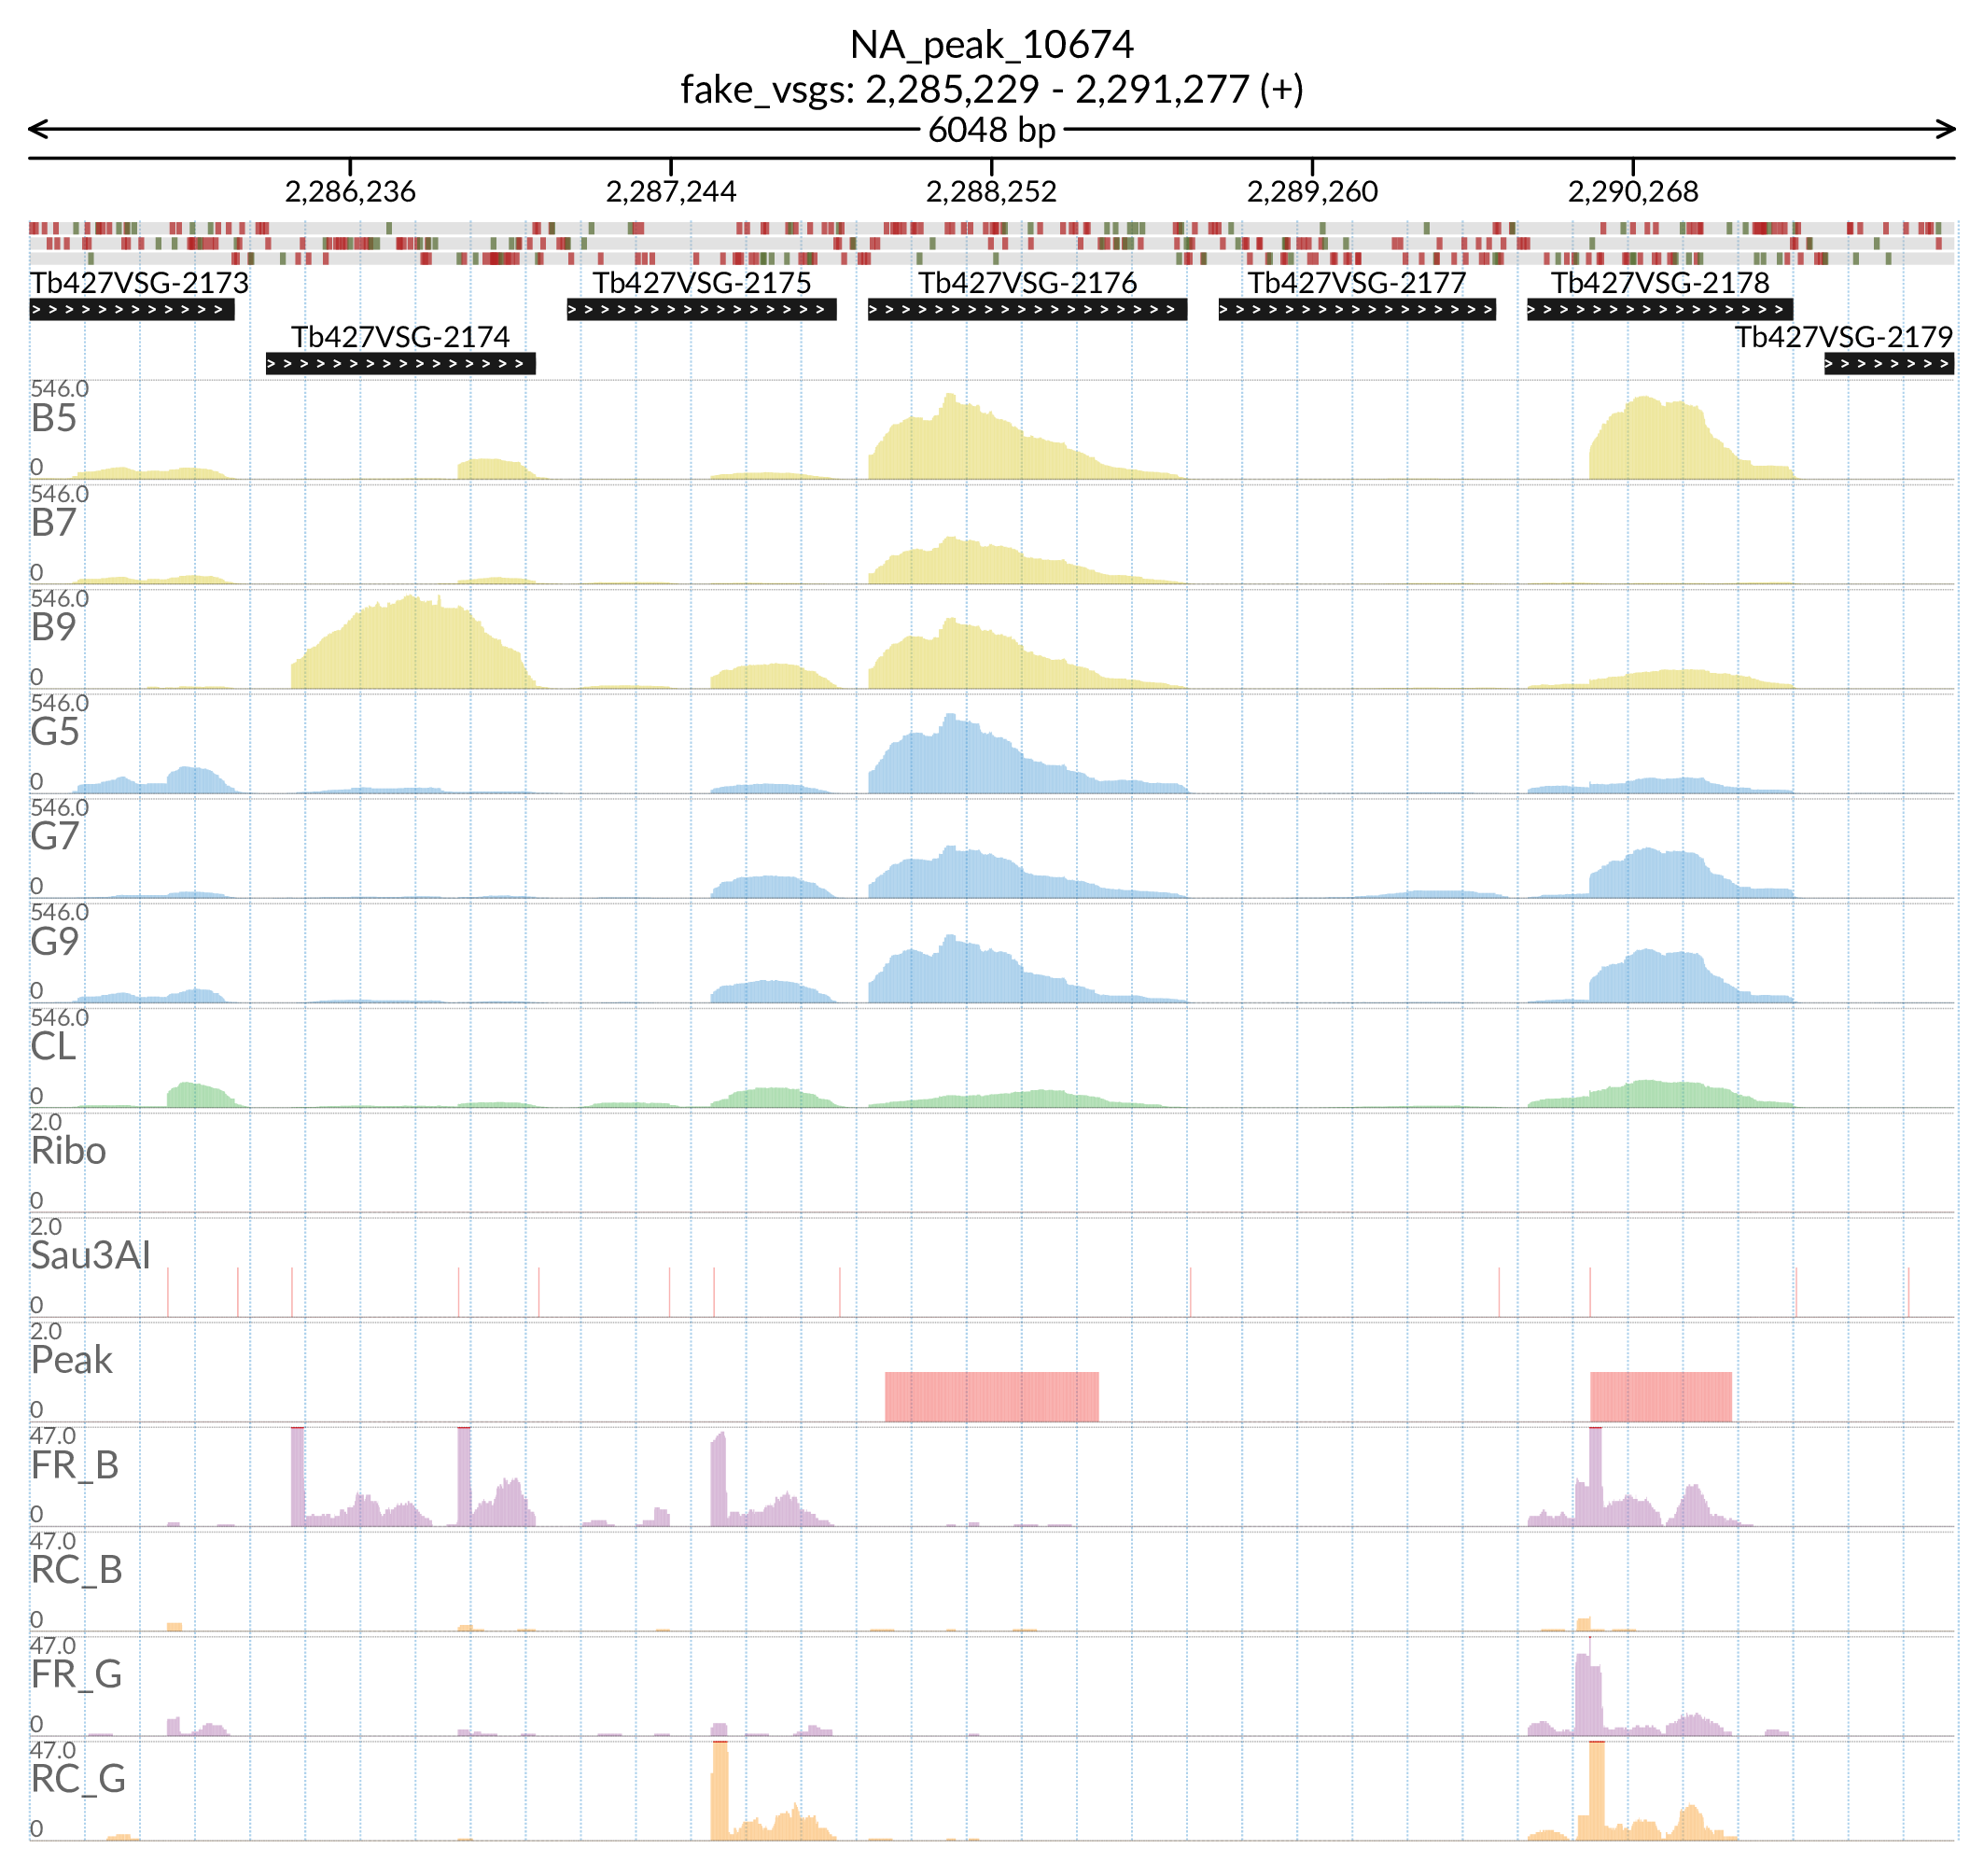 NA_peak_10674
fake_vsgs: 2,285,229 - 2,291,277 (+)
6048 bp
2,286,236 2,287,244 2,288,252 2,289,260 2,290,268
Tb427VSG-2173 Tb427VSG-2175 Tb427VSG-2176 Tb427VSG-2177 Tb427VSG-2178
Tb427VSG-2174 Tb427VSG-2179
546.0
B5
0
546.0
B7
0
546.0
B9
0
546.0
G5
0
546.0
G7
0
546.0
G9
0
546.0
CL
0
2.0
Ribo
0
2.0
Sau3AI
0
2.0
Peak
0
47.0
FR_B
0
47.0
RC_B
0
47.0
FR_G
0
47.0
RC_G
0